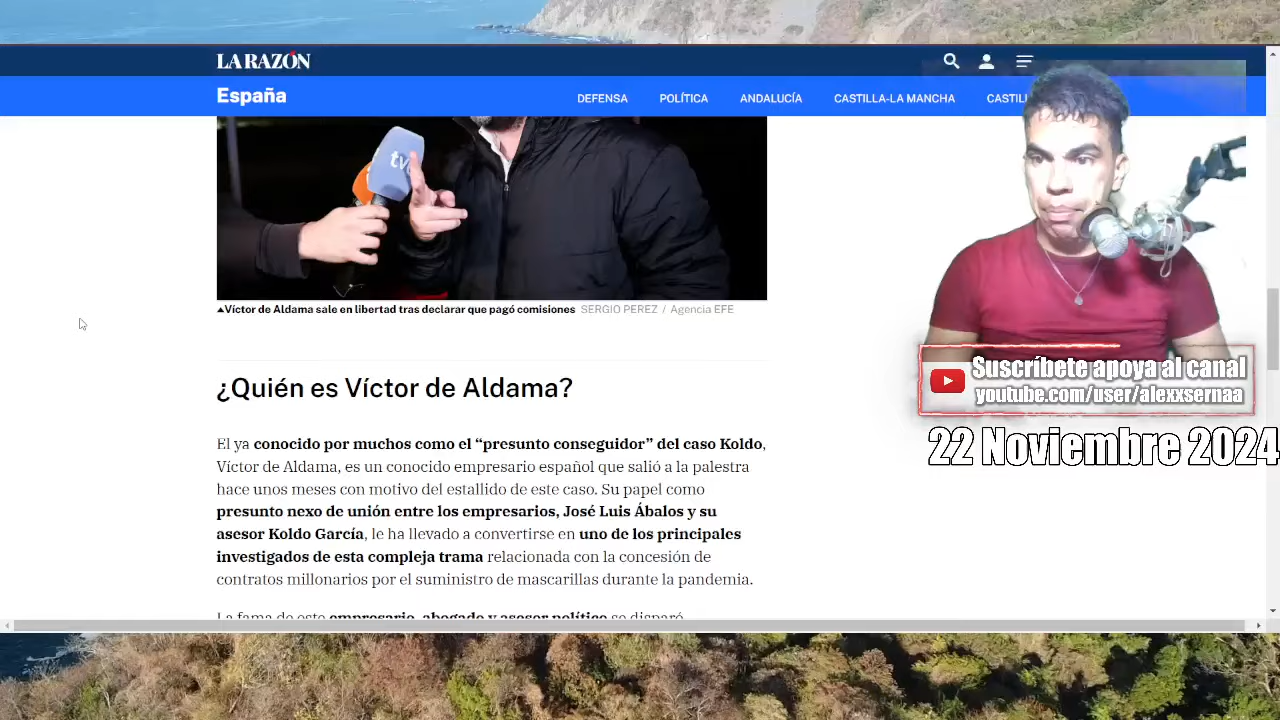 LA RAZÓN
España
DEFENSA POLÍTICA ANDALUCÍA CASTILLA-LA MANCHA CASTIL
tve
▲Víctor de Aldama sale en libertad tras declarar que pagó comisiones SERGIO PEREZ / Agencia EFE
¿Quién es Víctor de Aldama?
El ya conocido por muchos como el “presunto conseguidor” del caso Koldo,
Víctor de Aldama, es un conocido empresario español que salió a la palestra
hace unos meses con motivo del estallido de este caso. Su papel como
presunto nexo de unión entre los empresarios, José Luis Ábalos y su
asesor Koldo García, le ha llevado a convertirse en uno de los principales
investigados de esta compleja trama relacionada con la concesión de
contratos millonarios por el suministro de mascarillas durante la pandemia.
La fama de este empresario, abogado y asesor político se disparó
Suscríbete apoya al canal
youtube.com/user/alexxsernaa
22 Noviembre 2024